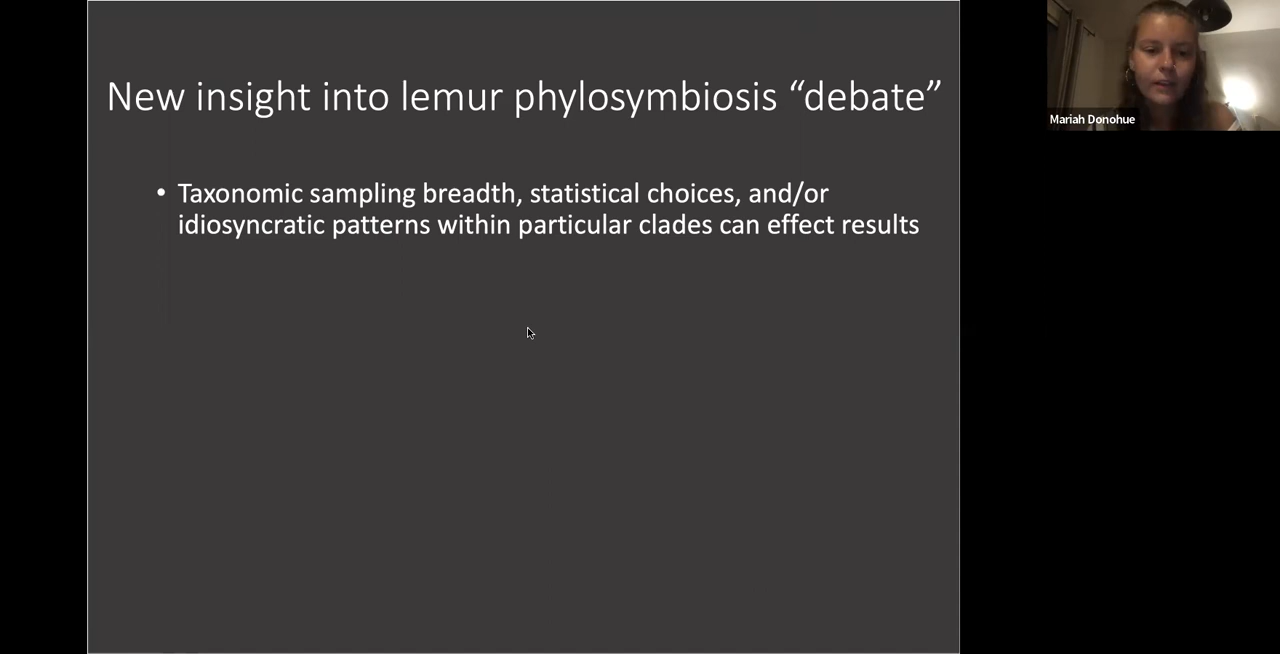 New insight into lemur phylosymbiosis “debate”
• Taxonomic sampling breadth, statistical choices, and/or
idiosyncratic patterns within particular clades can effect results
Mariah Donohue